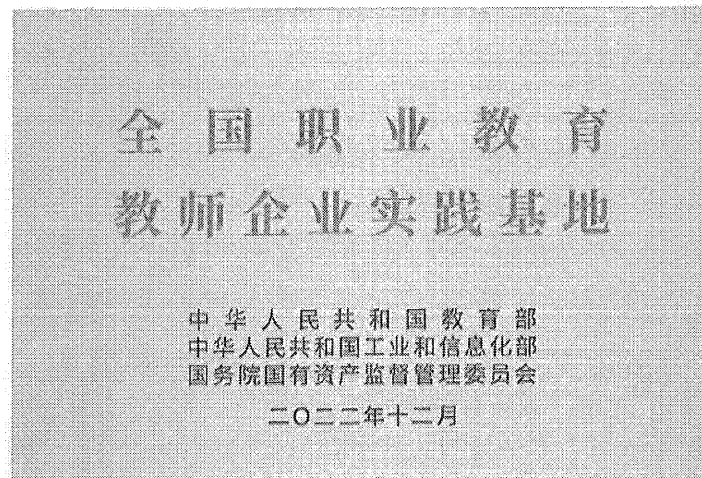 全国职业教育
教师企业实践基地
中华人民共和国教育部
中华人民共和国工业和信息化部
国务院国有资产监督管理委员会
二〇二二年十二月